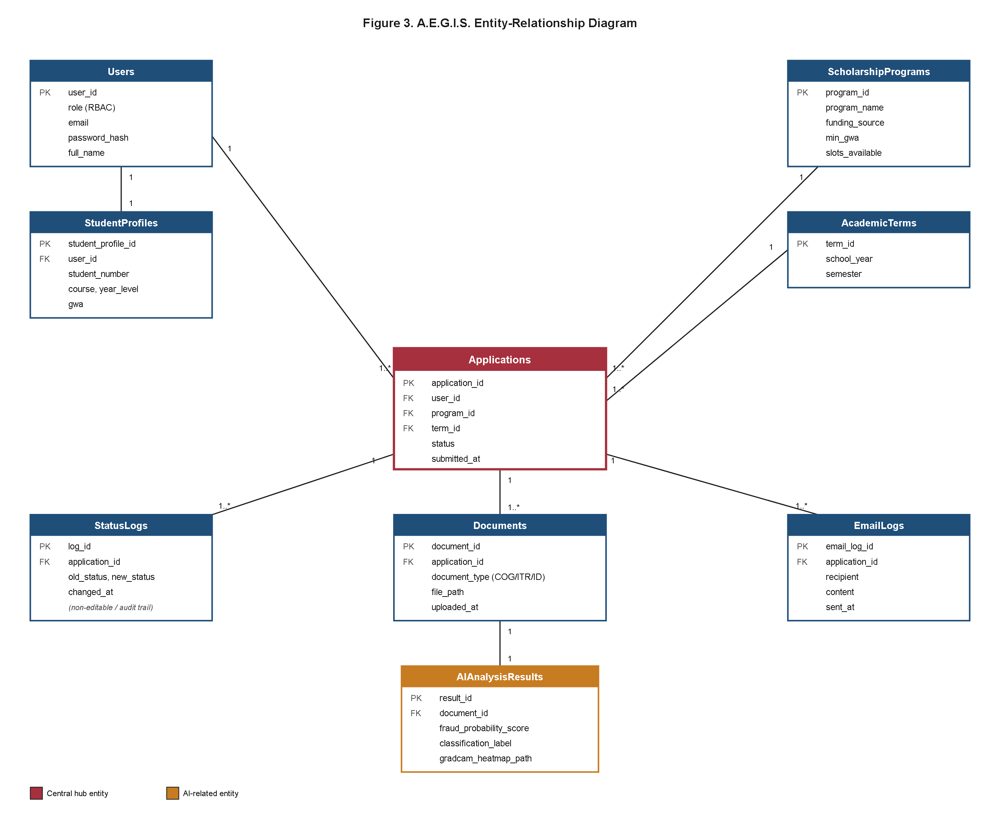 Figure 3. A.E.G.I.S. Entity-Relationship Diagram
Users
PK user_id
role (RBAC)
email
password_hash
full_name
1
1
1
StudentProfiles
PK student_profile_id
FK user_id
student_number
course, year_level
gwa
ScholarshipPrograms
PK program_id
program_name
funding_source
min_gwa
slots_available
1
AcademicTerms
PK term_id
school_year
semester
1
1..*
1..*
1..*
Applications
PK application_id
FK user_id
FK program_id
FK term_id
status
submitted_at
1
1
1
1..*
1..*
1..*
StatusLogs
PK log_id
FK application_id
old_status, new_status
changed_at
(non-editable / audit trail)
Documents
PK document_id
FK application_id
document_type (COG/ITR/ID)
file_path
uploaded_at
EmailLogs
PK email_log_id
FK application_id
recipient
content
sent_at
1
1
AIAnalysisResults
PK result_id
FK document_id
fraud_probability_score
classification_label
gradcam_heatmap_path
Central hub entity
AI-related entity